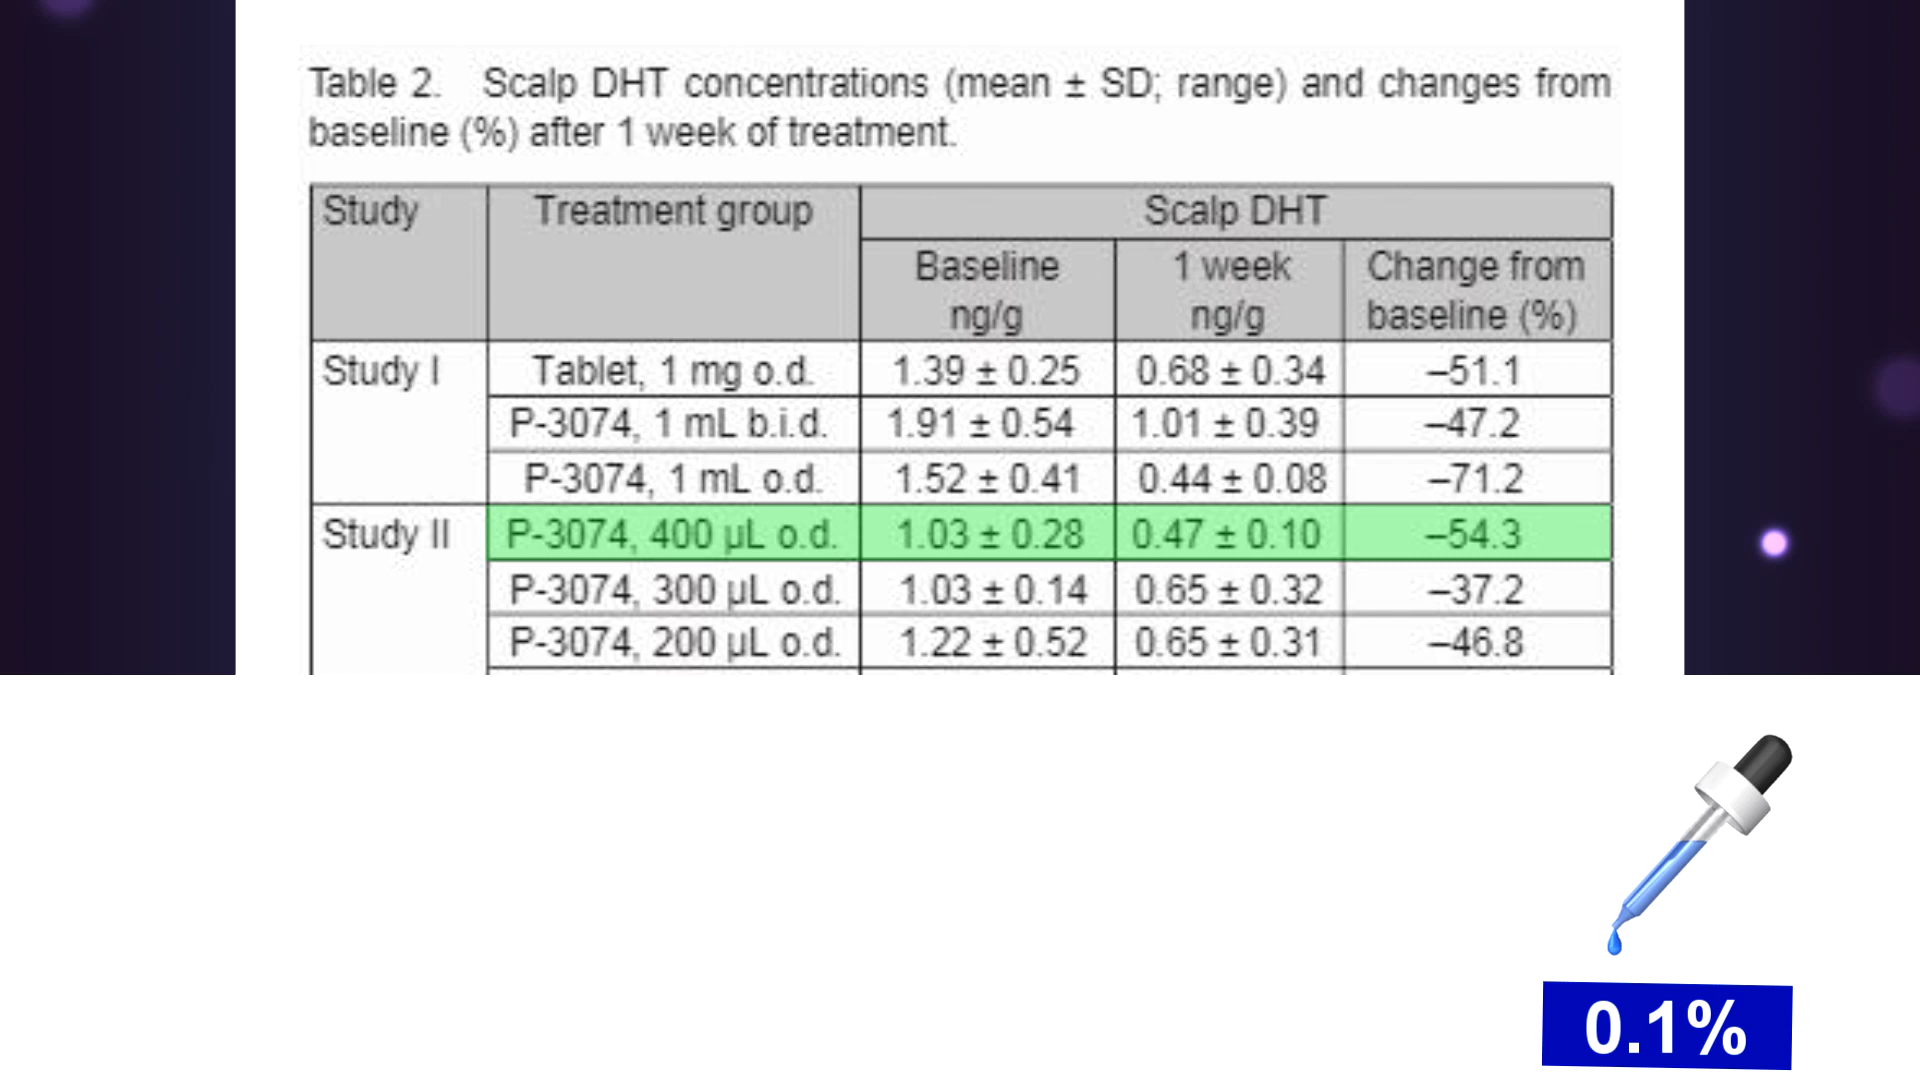 Table 2. Scalp DHT concentrations (mean ± SD; range) and changes from
baseline (%) after 1 week of treatment.
Study Treatment group Scalp DHT
Baseline 1 week Change from
ng/g ng/g baseline (%)
Study I Tablet, 1 mg o.d. 1.39 ± 0.25 0.68 ± 0.34 –51.1
P-3074, 1 mL b.i.d. 1.91 ± 0.54 1.01 ± 0.39 –47.2
P-3074, 1 mL o.d. 1.52 ± 0.41 0.44 ± 0.08 –71.2
Study II P-3074, 400 µL o.d. 1.03 ± 0.28 0.47 ± 0.10 –54.3
P-3074, 300 µL o.d. 1.03 ± 0.14 0.65 ± 0.32 –37.2
P-3074, 200 µL o.d. 1.22 ± 0.52 0.65 ± 0.31 –46.8
0.1%